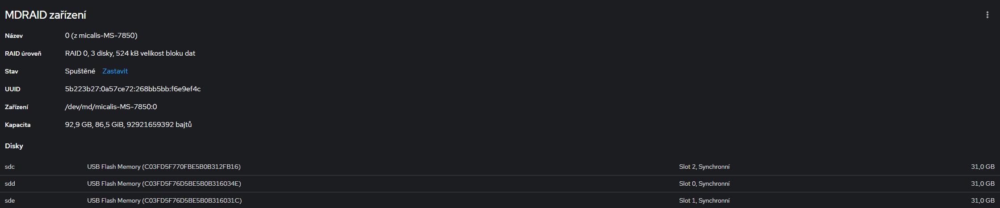 MDRAID zařízení
Název 0 (z micalis-MS-7850)
RAID úroveň RAID 0, 3 disky, 524 kB velikost bloku dat
Stav Spuštěné Zastavit
UUID 5b223b27:0a57ce72:268bb5bb:f6e9ef4c
Zařízení /dev/md/micalis-MS-7850:0
Kapacita 92,9 GB, 86,5 GiB, 92921659392 bajtů
Disky
sdc USB Flash Memory (C03FD5F770FBE5B0B312FB16) Slot 2, Synchronní 31,0 GB
sdd USB Flash Memory (C03FD5F76D5BE5B0B316034E) Slot 0, Synchronní 31,0 GB
sde USB Flash Memory (C03FD5F76D5BE5B0B316031C) Slot 1, Synchronní 31,0 GB